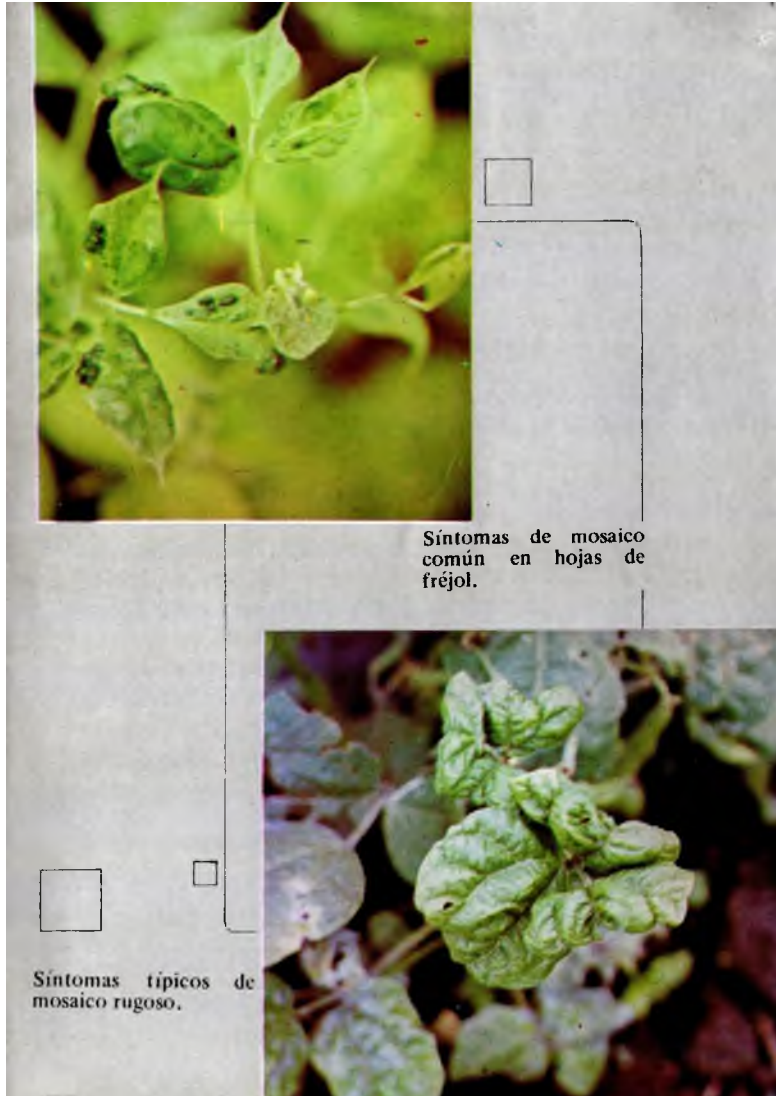 Síntomas de mosaico
común en hojas de
fréjol.
Síntomas típicos de
mosaico rugoso.